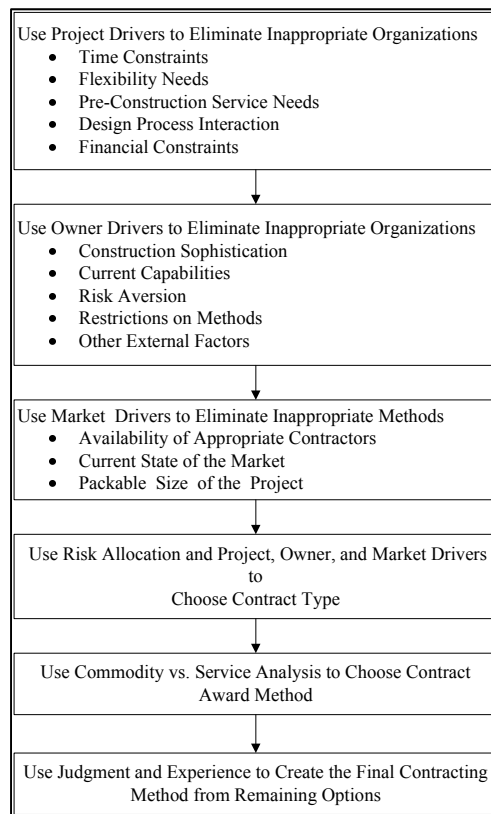 Use Project Drivers to Eliminate Inappropriate Organizations
• Time Constraints
• Flexibility Needs
• Pre-Construction Service Needs
• Design Process Interaction
• Financial Constraints
Use Owner Drivers to Eliminate Inappropriate Organizations
• Construction Sophistication
• Current Capabilities
• Risk Aversion
• Restrictions on Methods
• Other External Factors
Use Market Drivers to Eliminate Inappropriate Methods
• Availability of Appropriate Contractors
• Current State of the Market
• Packable Size of the Project
Use Risk Allocation and Project, Owner, and Market Drivers
to
Choose Contract Type
Use Commodity vs. Service Analysis to Choose Contract
Award Method
Use Judgment and Experience to Create the Final Contracting
Method from Remaining Options